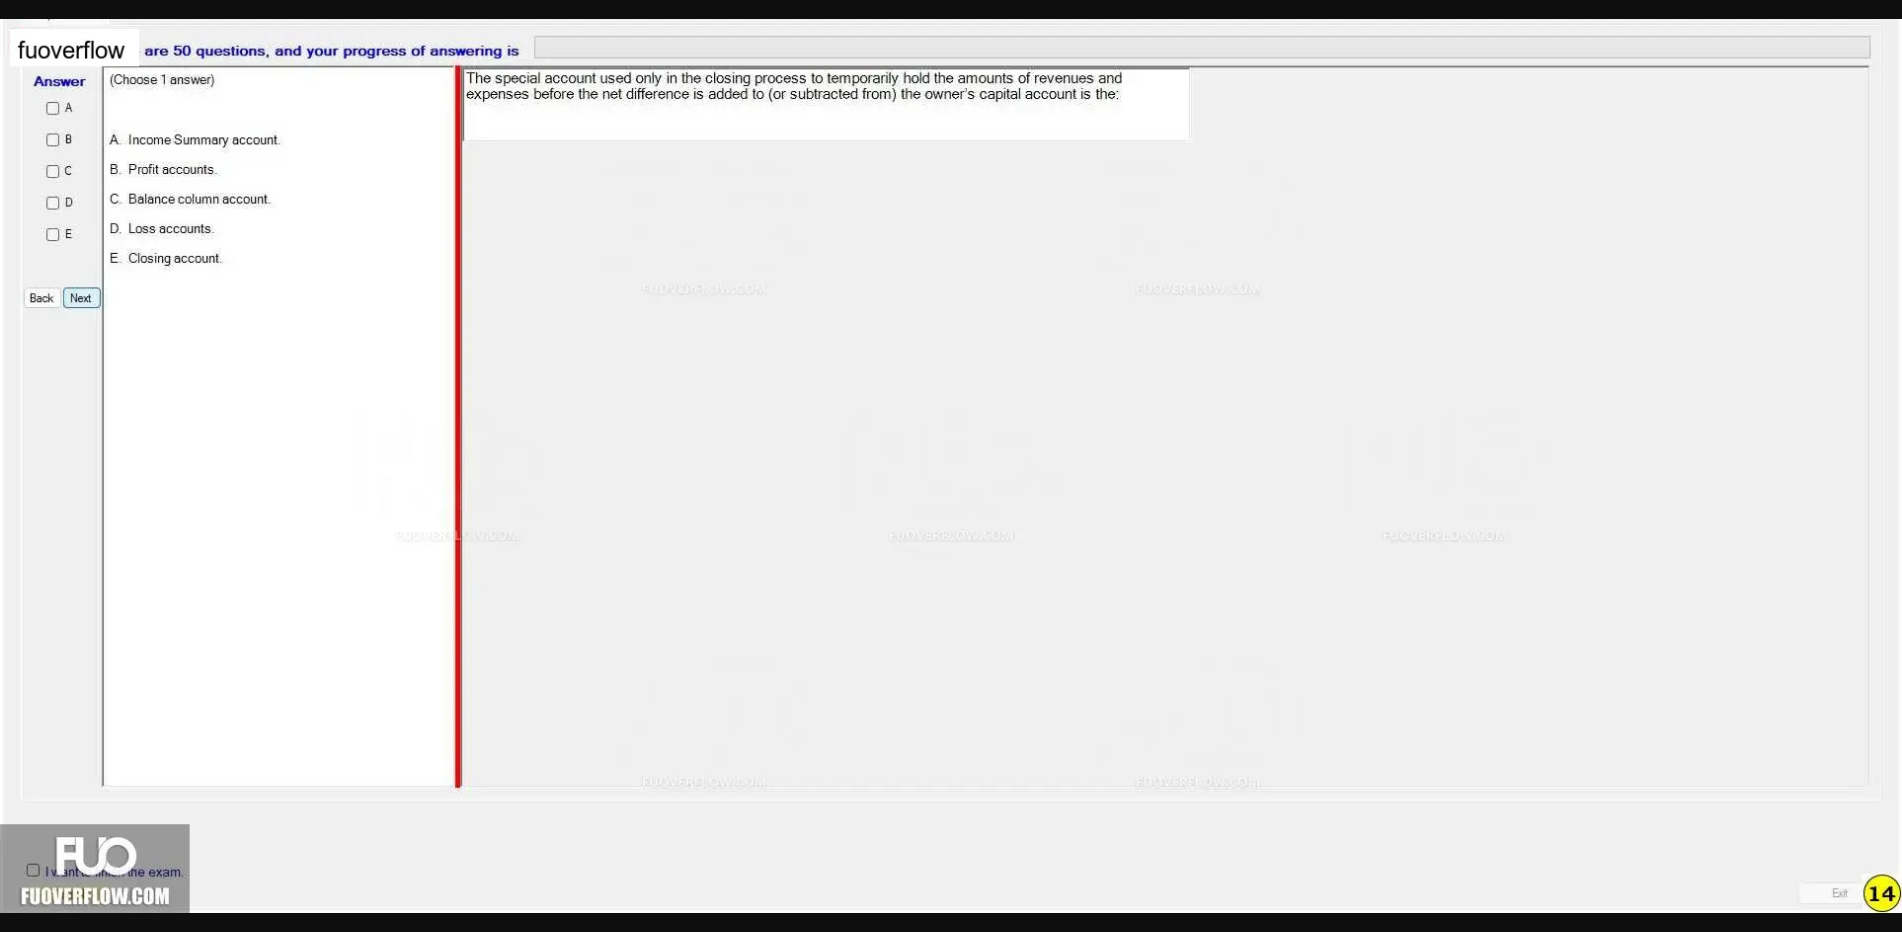 fuoverflow are 50 questions, and your progress of answering is
Answer
A
B
C
D
E
Back Next
(Choose 1 answer)
A. Income Summary account.
B. Profit accounts.
C. Balance column account.
D. Loss accounts.
E. Closing account.
The special account used only in the closing process to temporarily hold the amounts of revenues and
expenses before the net difference is added to (or subtracted from) the owner's capital account is the:
FUOVERFLOW.COM FUOVERFLOW.COM
FUOVERFLOW.COM FUOVERFLOW.COM FUOVERFLOW.COM
FUOVERFLOW.COM FUOVERFLOW.COM
FUO
I want to finish the exam.
FUOVERFLOW.COM
Exit 14